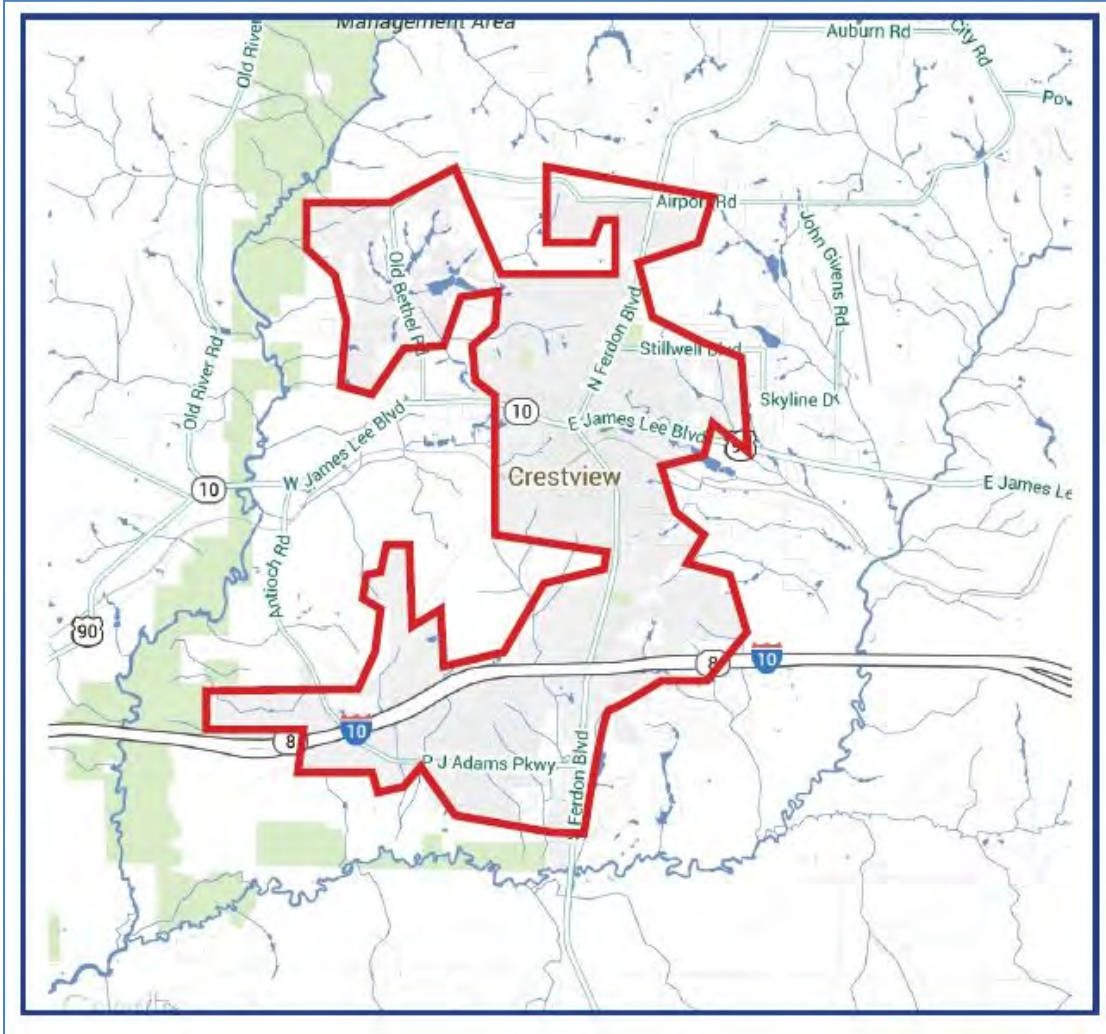 Management Area
Old River
Auburn Rd
City Rd
Airport Rd
John Givens Rd
Old Bethel Rd
N Ferdon Blvd
Stillwell Blvd
Old River Rd
Skyline Dr
10
E James Lee Blvd
W James Lee Blvd
Crestview
10
E James Le
Antioch Rd
90
8
10
10
8
P J Adams Pkwy
Ferdon Blvd